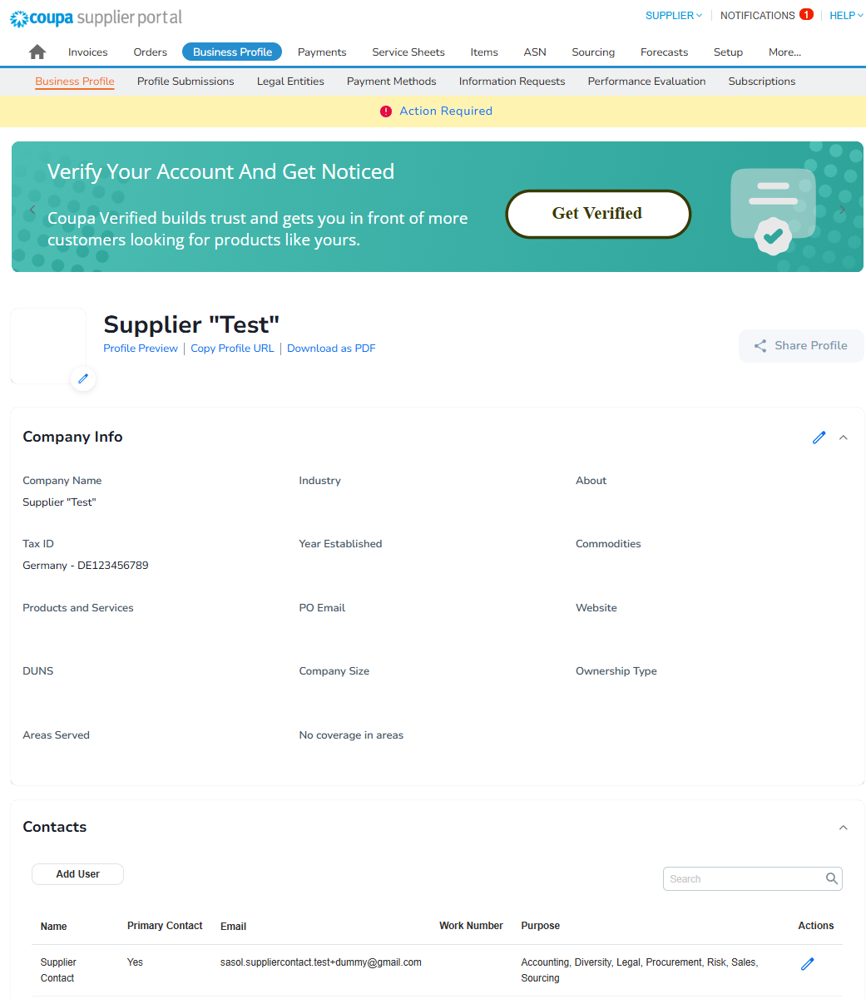 coupa supplier portal
SUPPLIER
NOTIFICATIONS 1
HELP
Invoices Orders Business Profile Payments Service Sheets Items ASN Sourcing Forecasts Setup More...
Business Profile Profile Submissions Legal Entities Payment Methods Information Requests Performance Evaluation Subscriptions
! Action Required
Verify Your Account And Get Noticed
Coupa Verified builds trust and gets you in front of more
customers looking for products like yours.
Get Verified
Supplier "Test"
Profile Preview | Copy Profile URL | Download as PDF
Share Profile
Company Info
Company Name Industry About
Supplier "Test"
Tax ID Year Established Commodities
Germany - DE123456789
Products and Services PO Email Website
DUNS Company Size Ownership Type
Areas Served No coverage in areas
Contacts
Add User
Search
Name Primary Contact Email Work Number Purpose Actions
Supplier Yes sasol.suppliercontact.test+dummy@gmail.com Accounting, Diversity, Legal, Procurement, Risk, Sales,
Contact Sourcing